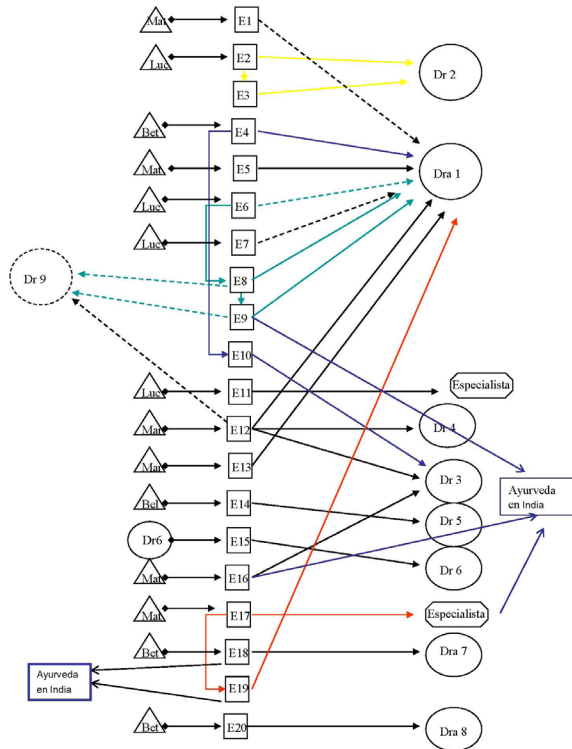 Mat
E1
Luc
E2
Dr 2
E3
Bet
E4
Mat
E5
Dra 1
Luc
E6
Luc
E7
Dr 9
E8
E9
E10
Luc
E11
Especialista
Mar
E12
Dr 4
Mar
E13
Dr 3
Ayurveda
en India
Bel
E14
Dr 5
Dr6
E15
Dr 6
Mat
E16
Mat
E17
Especialista
Bet
E18
Dra 7
Ayurveda
en India
E19
Bet
E20
Dra 8